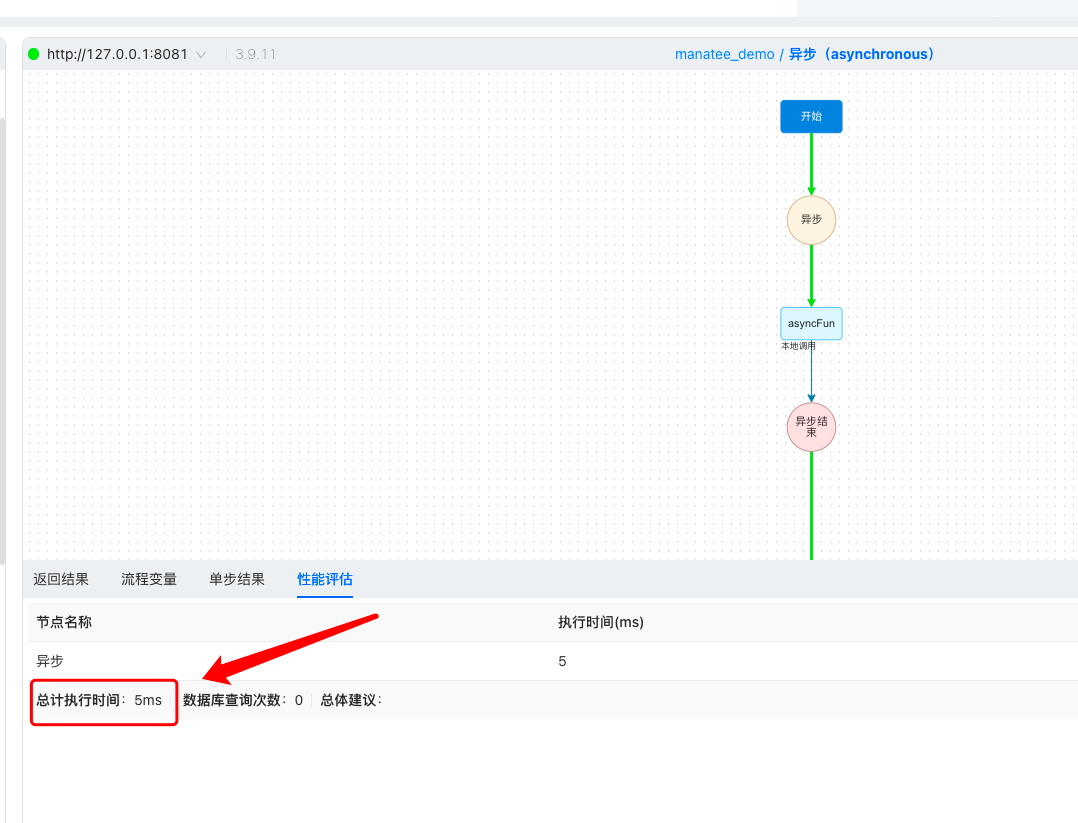 http://127.0.0.1:8081 3.9.11 manatee_demo / 异步（asynchronous）
开始
异步
asyncFun
本地调用
异步结
束
返回结果 流程变量 单步结果 性能评估
节点名称 执行时间(ms)
异步 5
总计执行时间：5ms 数据库查询次数：0 总体建议：